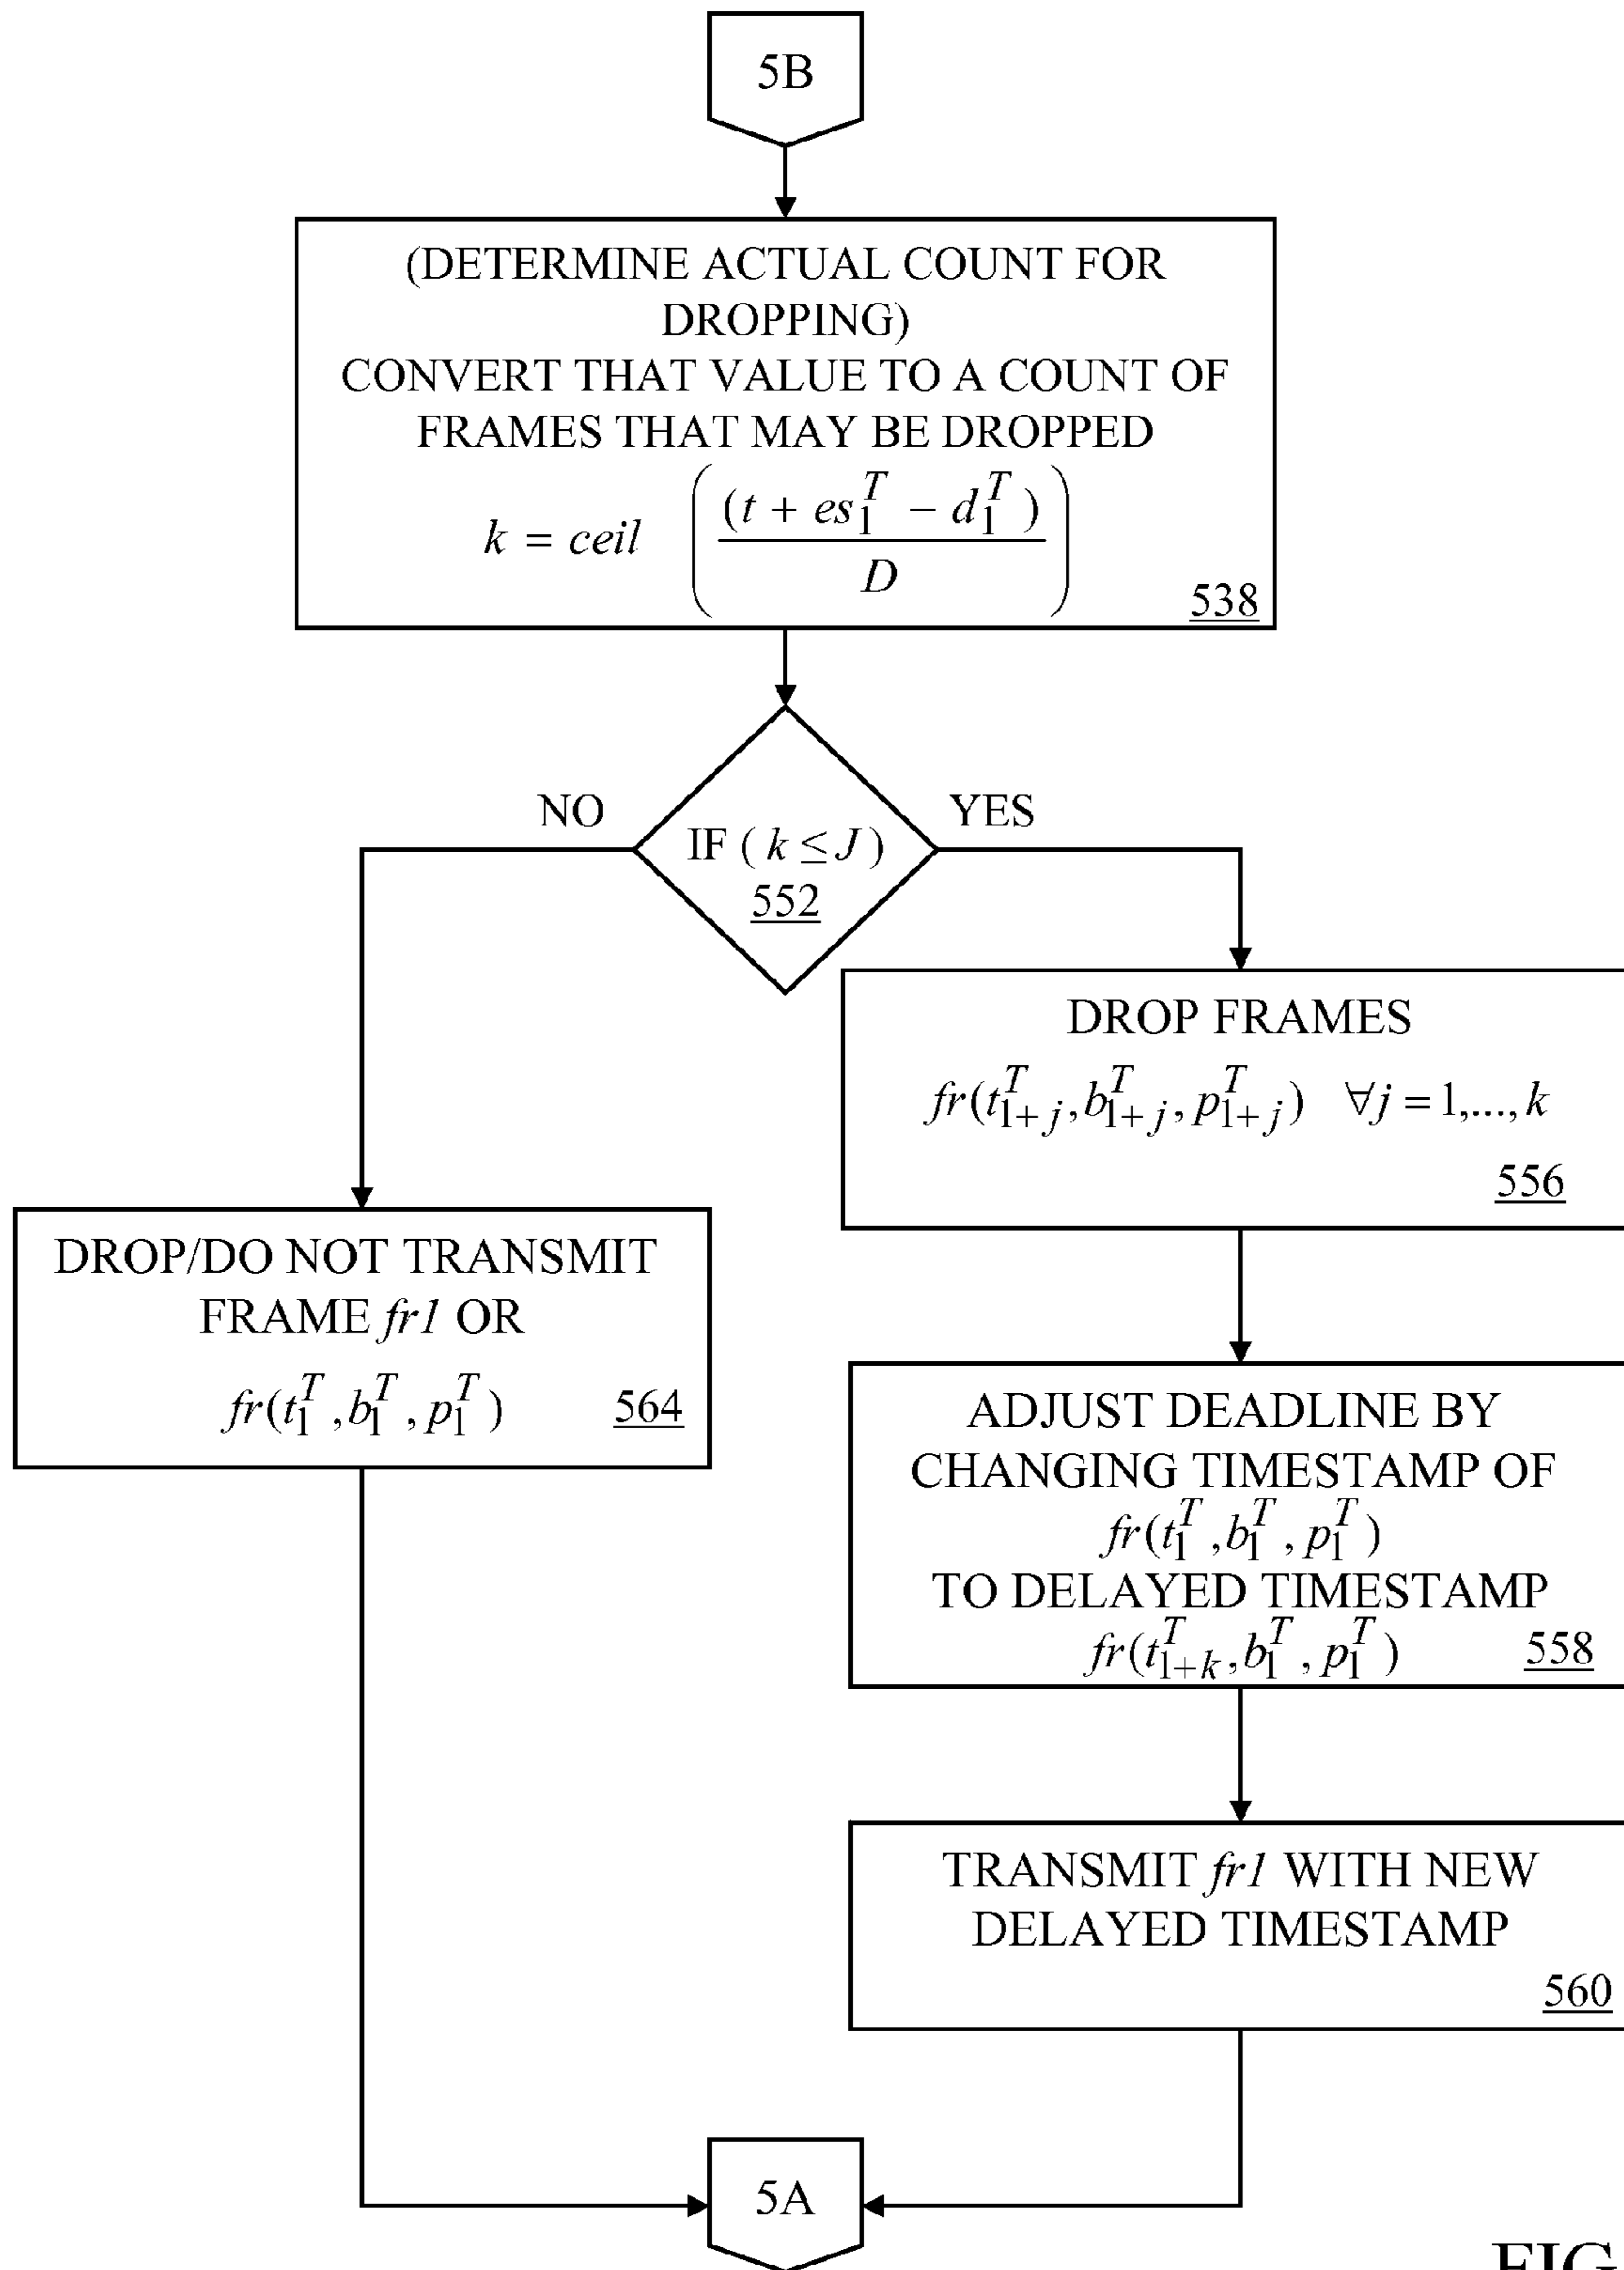 5B
(DETERMINE ACTUAL COUNT FOR
DROPPING)
CONVERT THAT VALUE TO A COUNT OF
FRAMES THAT MAY BE DROPPED
k = ceil ( (t + es_1^T − d_1^T) / D )
538
NO
YES
IF ( k ≤ J )
552
DROP FRAMES
fr(t_{1+j}^T, b_{1+j}^T, p_{1+j}^T) ∀j = 1,..., k
556
DROP/DO NOT TRANSMIT
FRAME fr1 OR
fr(t_1^T, b_1^T, p_1^T) 564
ADJUST DEADLINE BY
CHANGING TIMESTAMP OF
fr(t_1^T, b_1^T, p_1^T)
TO DELAYED TIMESTAMP
fr(t_{1+k}^T, b_1^T, p_1^T) 558
TRANSMIT fr1 WITH NEW
DELAYED TIMESTAMP
560
5A
FIG